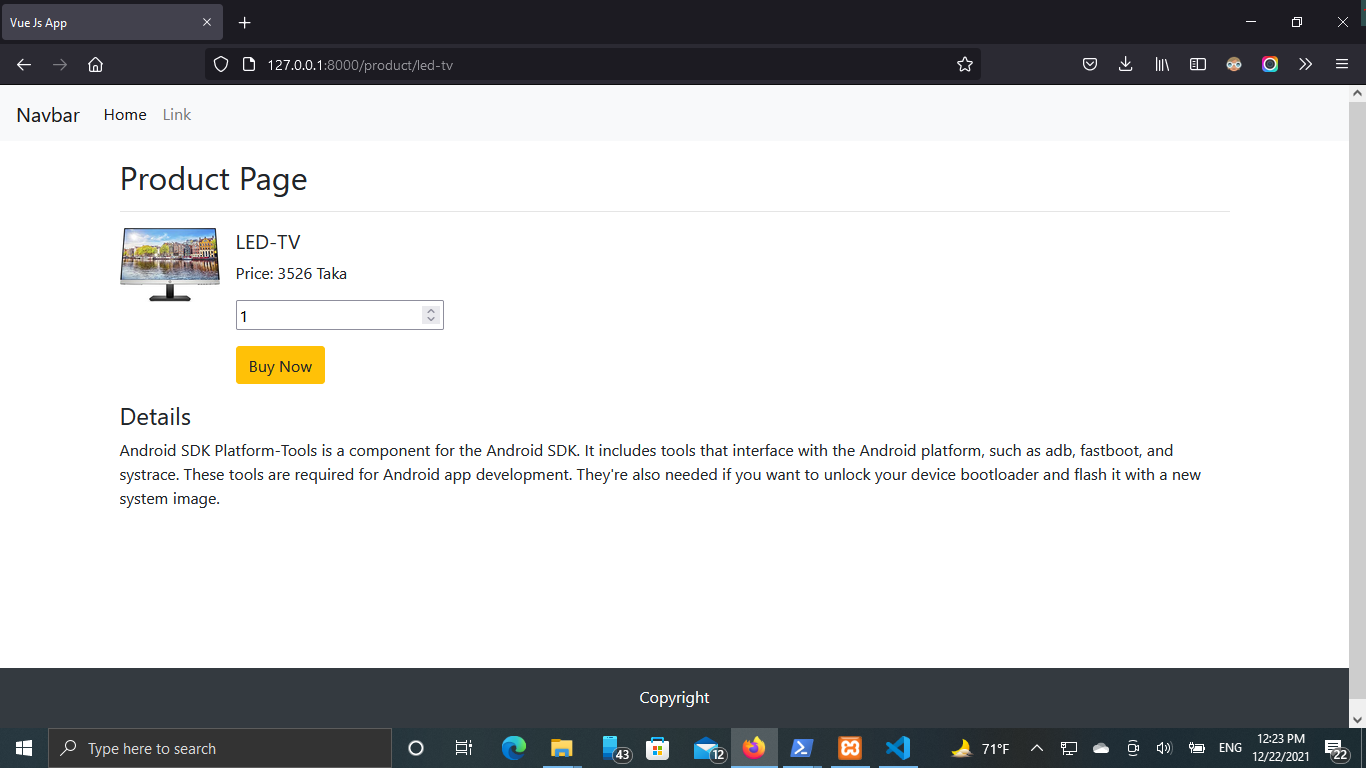 Vue Js App
127.0.0.1:8000/product/led-tv
Navbar Home Link
Product Page
LED-TV
Price: 3526 Taka
1
Buy Now
Details
Android SDK Platform-Tools is a component for the Android SDK. It includes tools that interface with the Android platform, such as adb, fastboot, and
systrace. These tools are required for Android app development. They're also needed if you want to unlock your device bootloader and flash it with a new
system image.
Copyright
Type here to search
43
12
71°F
ENG
12:23 PM
12/22/2021
22